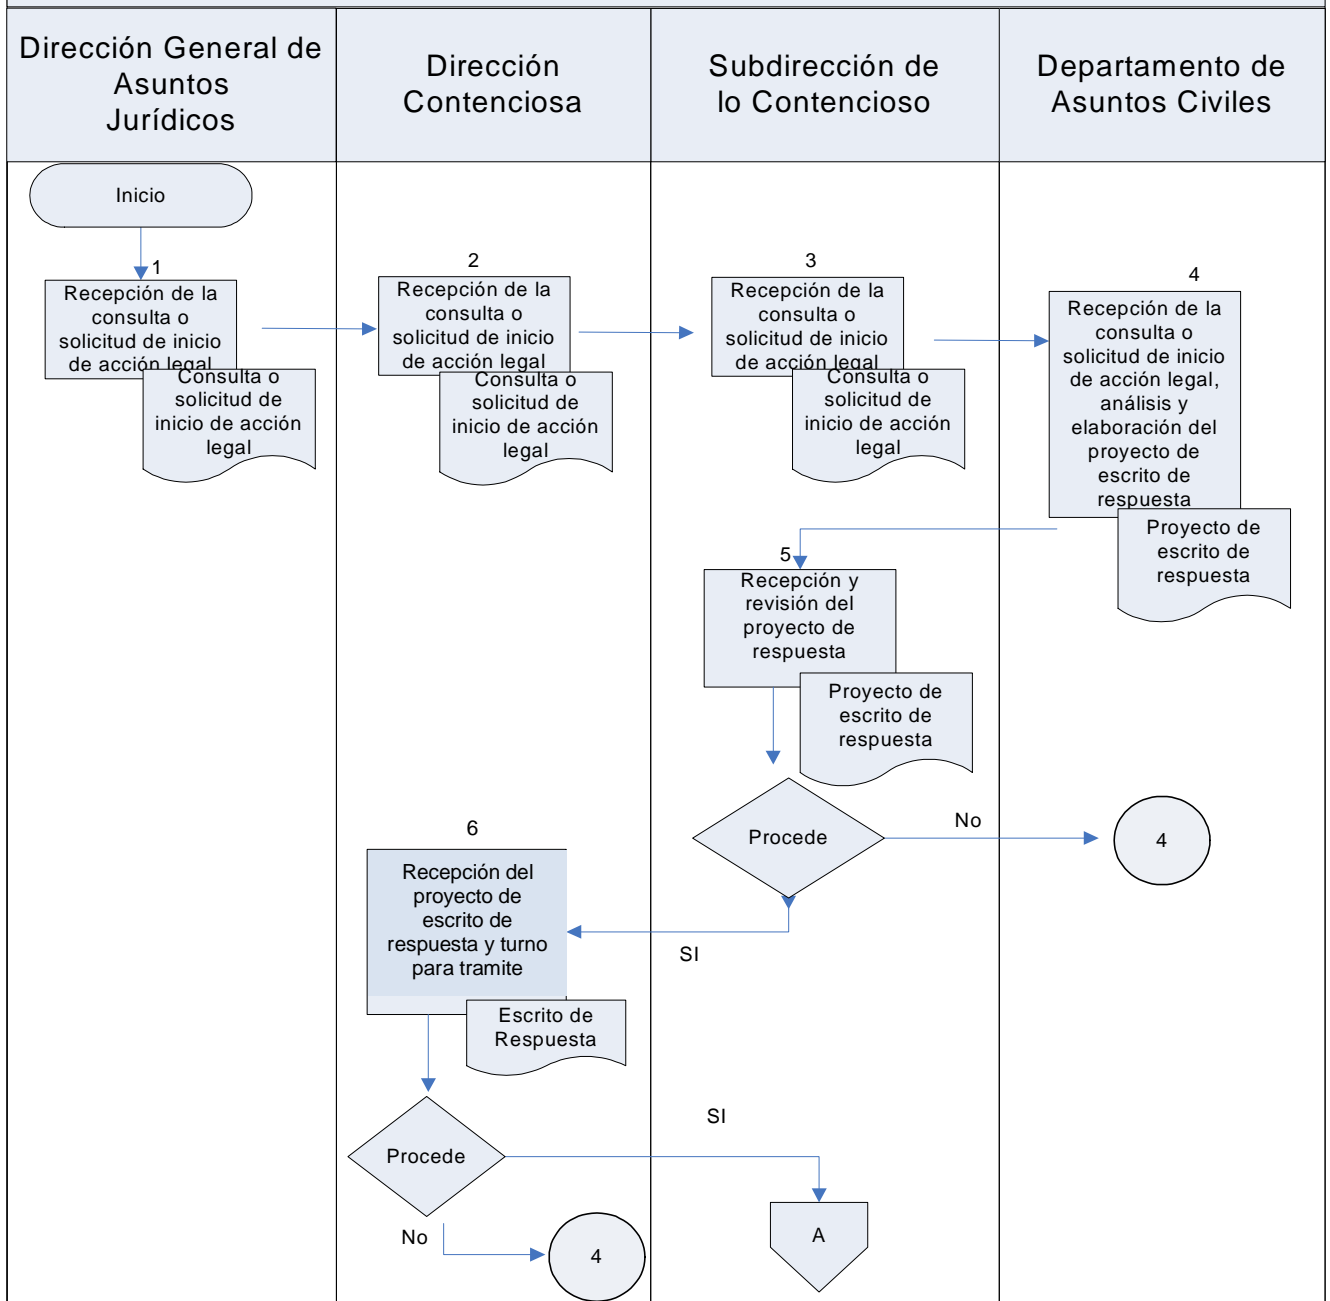 Dirección General de
Asuntos
Jurídicos
Dirección
Contenciosa
Subdirección de
lo Contencioso
Departamento de
Asuntos Civiles
Inicio
1
Recepción de la
consulta o
solicitud de inicio
de acción legal
Consulta o
solicitud de
inicio de acción
legal
2
Recepción de la
consulta o
solicitud de inicio
de acción legal
Consulta o
solicitud de
inicio de acción
legal
3
Recepción de la
consulta o
solicitud de inicio
de acción legal
Consulta o
solicitud de
inicio de acción
legal
4
Recepción de la
consulta o
solicitud de inicio
de acción legal,
análisis y
elaboración del
proyecto de
escrito de
respuesta
Proyecto de
escrito de
respuesta
5
Recepción y
revisión del
proyecto de
respuesta
Proyecto de
escrito de
respuesta
Procede
No
4
SI
6
Recepción del
proyecto de
escrito de
respuesta y turno
para tramite
Escrito de
Respuesta
Procede
SI
A
No
4